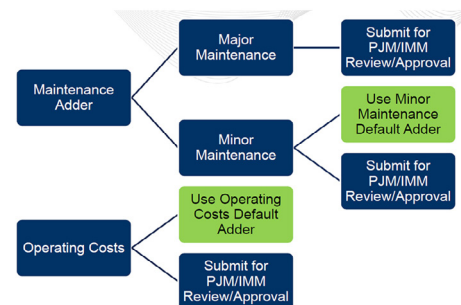 Major
Maintenance
Submit for
PJM/IMM
Review/Approval
Maintenance
Adder
Use Minor
Maintenance
Default Adder
Minor
Maintenance
Submit for
PJM/IMM
Review/Approval
Use Operating
Costs Default
Adder
Operating Costs
Submit for
PJM/IMM
Review/Approval